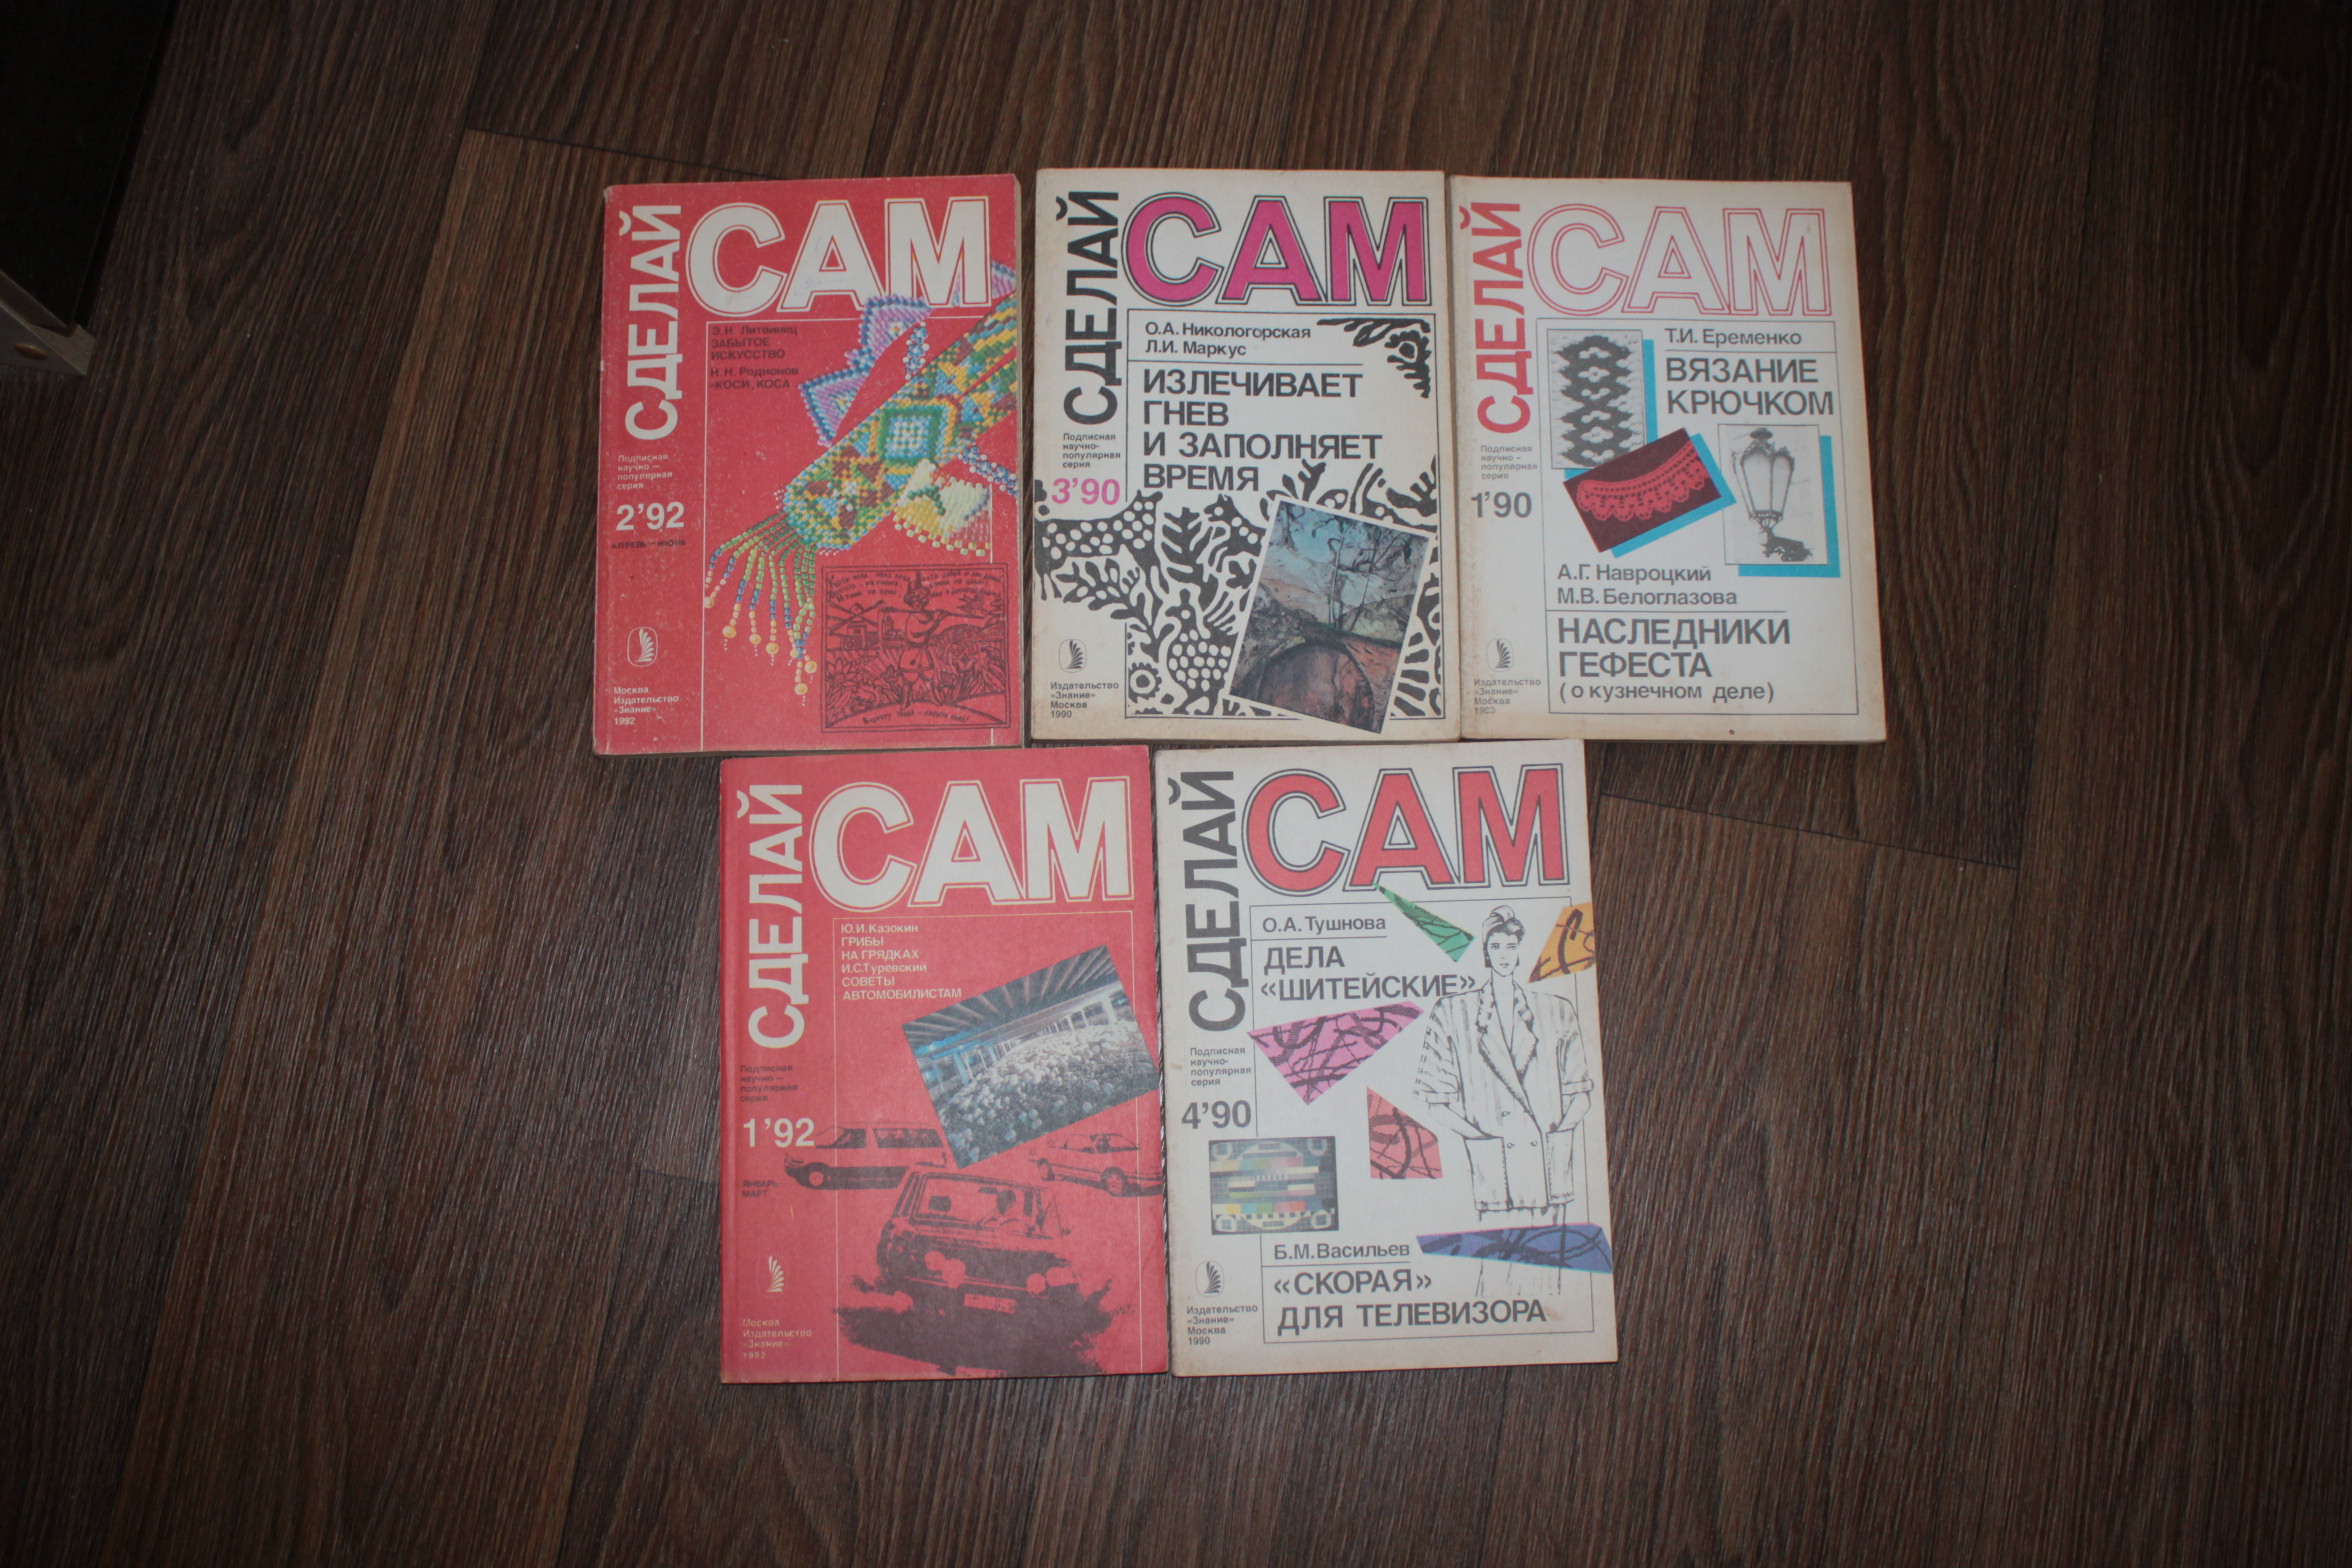 СДЕЛАЙ
САМ
Э.Н. Литвинец
ЗАБЫТОЕ
ИСКУССТВО
Н.Н. Родионов
«КОСИ, КОСА
Подписная
научно —
популярная
серия
2'92
АПРЕЛЬ — ИЮНЬ
Москва
Издательство
«Знание»
1992
СДЕЛАЙ
САМ
О.А. Никологорская
Л.И. Маркус
ИЗЛЕЧИВАЕТ
ГНЕВ
И ЗАПОЛНЯЕТ
ВРЕМЯ
Подписная
научно-
популярная
серия
3'90
Издательство
«Знание»
Москва
1990
СДЕЛАЙ
САМ
Т.И. Еременко
ВЯЗАНИЕ
КРЮЧКОМ
Подписная
научно -
популярная
серия
1'90
А.Г. Навроцкий
М.В. Белоглазова
НАСЛЕДНИКИ
ГЕФЕСТА
(о кузнечном деле)
Издательство
«Знание»
Москва
СДЕЛАЙ
САМ
Ю.И. Казокин
ГРИБЫ
НА ГРЯДКАХ
И.С.Туревский
СОВЕТЫ
АВТОМОБИЛИСТАМ
Подписная
научно —
популярная
серия
1'92
ЯНВАРЬ
МАРТ
Москва
Издательство
«Знание»
1992
СДЕЛАЙ
САМ
О.А. Тушнова
ДЕЛА
«ШИТЕЙСКИЕ»
Подписная
научно-
популярная
серия
4'90
Б.М.Васильев
«СКОРАЯ»
ДЛЯ ТЕЛЕВИЗОРА
Издательство
«Знание»
Москва
1990